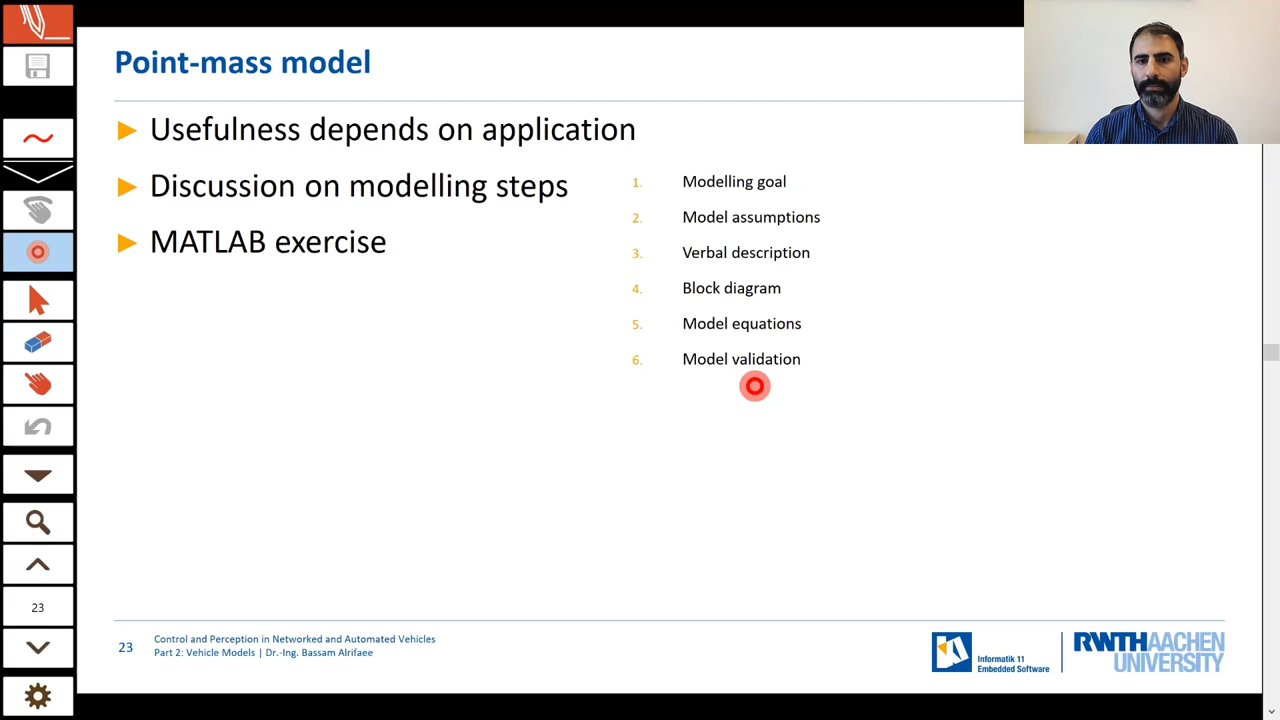 Point-mass model
Usefulness depends on application
Discussion on modelling steps
MATLAB exercise
1. Modelling goal
2. Model assumptions
3. Verbal description
4. Block diagram
5. Model equations
6. Model validation
23
23
Control and Perception in Networked and Automated Vehicles
Part 2: Vehicle Models | Dr.-Ing. Bassam Alrifaee
Informatik 11
Embedded Software
RWTHAACHEN
UNIVERSITY